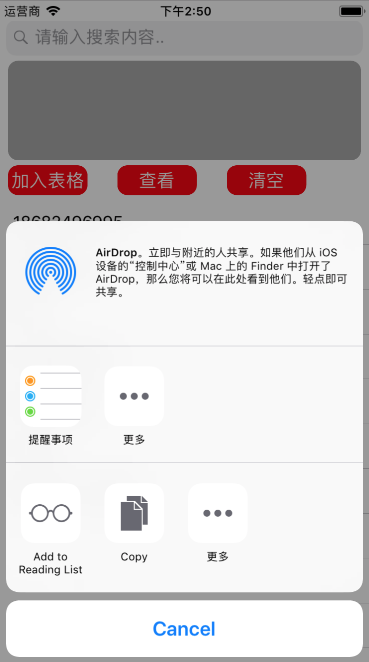 运营商 下午2:50
请输入搜索内容..
加入表格 查看 清空
AirDrop。立即与附近的人共享。如果他们从 iOS
设备的“控制中心”或 Mac 上的 Finder 中打开了
AirDrop，那么您将可以在此处看到他们。轻点即可
共享。
提醒事项 更多
Add to
Reading List Copy 更多
Cancel